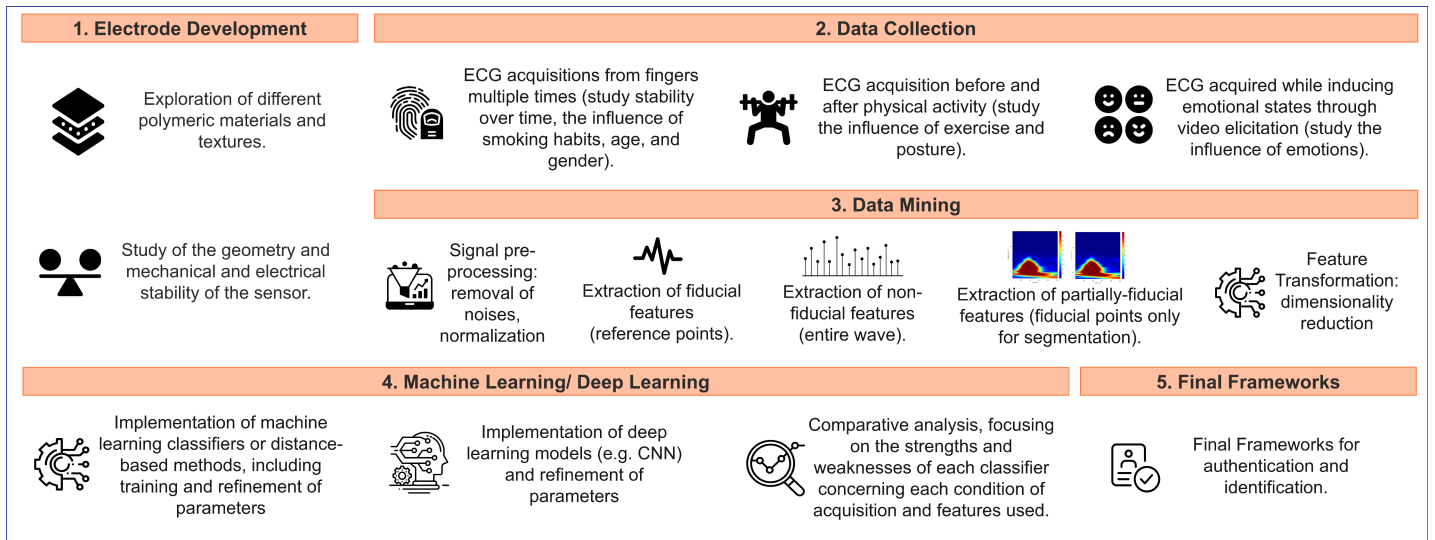 1. Electrode Development
Exploration of different
polymeric materials and
textures.
Study of the geometry and
mechanical and electrical
stability of the sensor.
2. Data Collection
ECG acquisitions from fingers
multiple times (study stability
over time, the influence of
smoking habits, age, and
gender).
ECG acquisition before and
after physical activity (study
the influence of exercise and
posture).
ECG acquired while inducing
emotional states through
video elicitation (study the
influence of emotions).
3. Data Mining
Signal pre-
processing:
removal of
noises,
normalization
Extraction of fiducial
features
(reference points).
Extraction of non-
fiducial features
(entire wave).
Extraction of partially-fiducial
features (fiducial points only
for segmentation).
Feature
Transformation:
dimensionality
reduction
4. Machine Learning/ Deep Learning
Implementation of machine
learning classifiers or distance-
based methods, including
training and refinement of
parameters
Implementation of deep
learning models (e.g. CNN)
and refinement of
parameters
Comparative analysis, focusing
on the strengths and
weaknesses of each classifier
concerning each condition of
acquisition and features used.
5. Final Frameworks
Final Frameworks for
authentication and
identification.